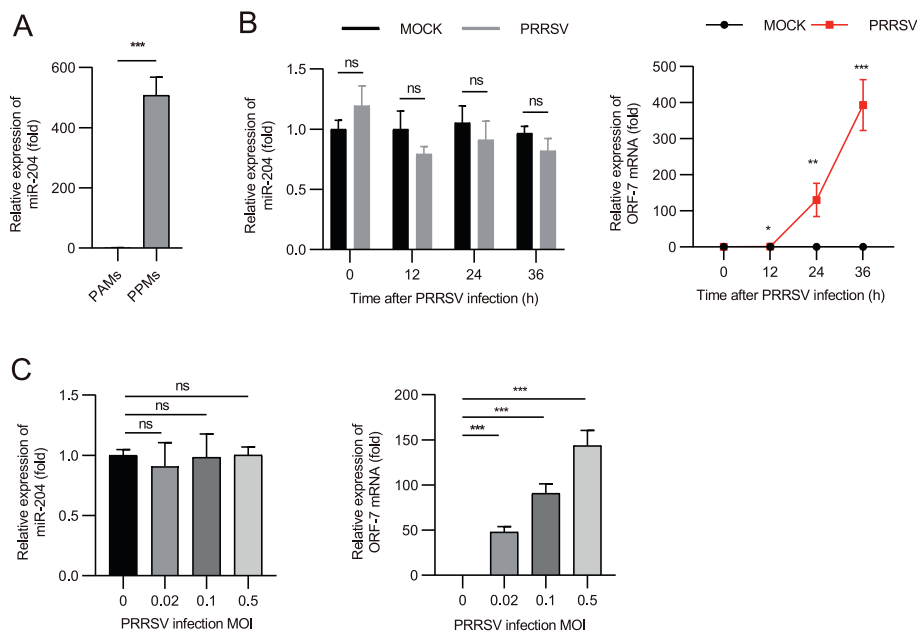 A
***
Relative expression of
miR-204 (fold)
600
400
200
0
PAMs
PPMs
B
MOCK
PRRSV
Relative expression of
miR-204 (fold)
1.5
1.0
0.5
0.0
ns
ns
ns
ns
0
12
24
36
Time after PRRSV infection (h)
MOCK
PRRSV
Relative expression of
ORF-7 mRNA (fold)
500
400
300
200
100
0
*
**
***
0
12
24
36
Time after PRRSV infection (h)
C
Relative expression of
miR-204 (fold)
1.5
1.0
0.5
0.0
ns
ns
ns
0
0.02
0.1
0.5
PRRSV infection MOI
Relative expression of
ORF-7 mRNA (fold)
200
150
100
50
0
***
***
***
0
0.02
0.1
0.5
PRRSV infection MOI